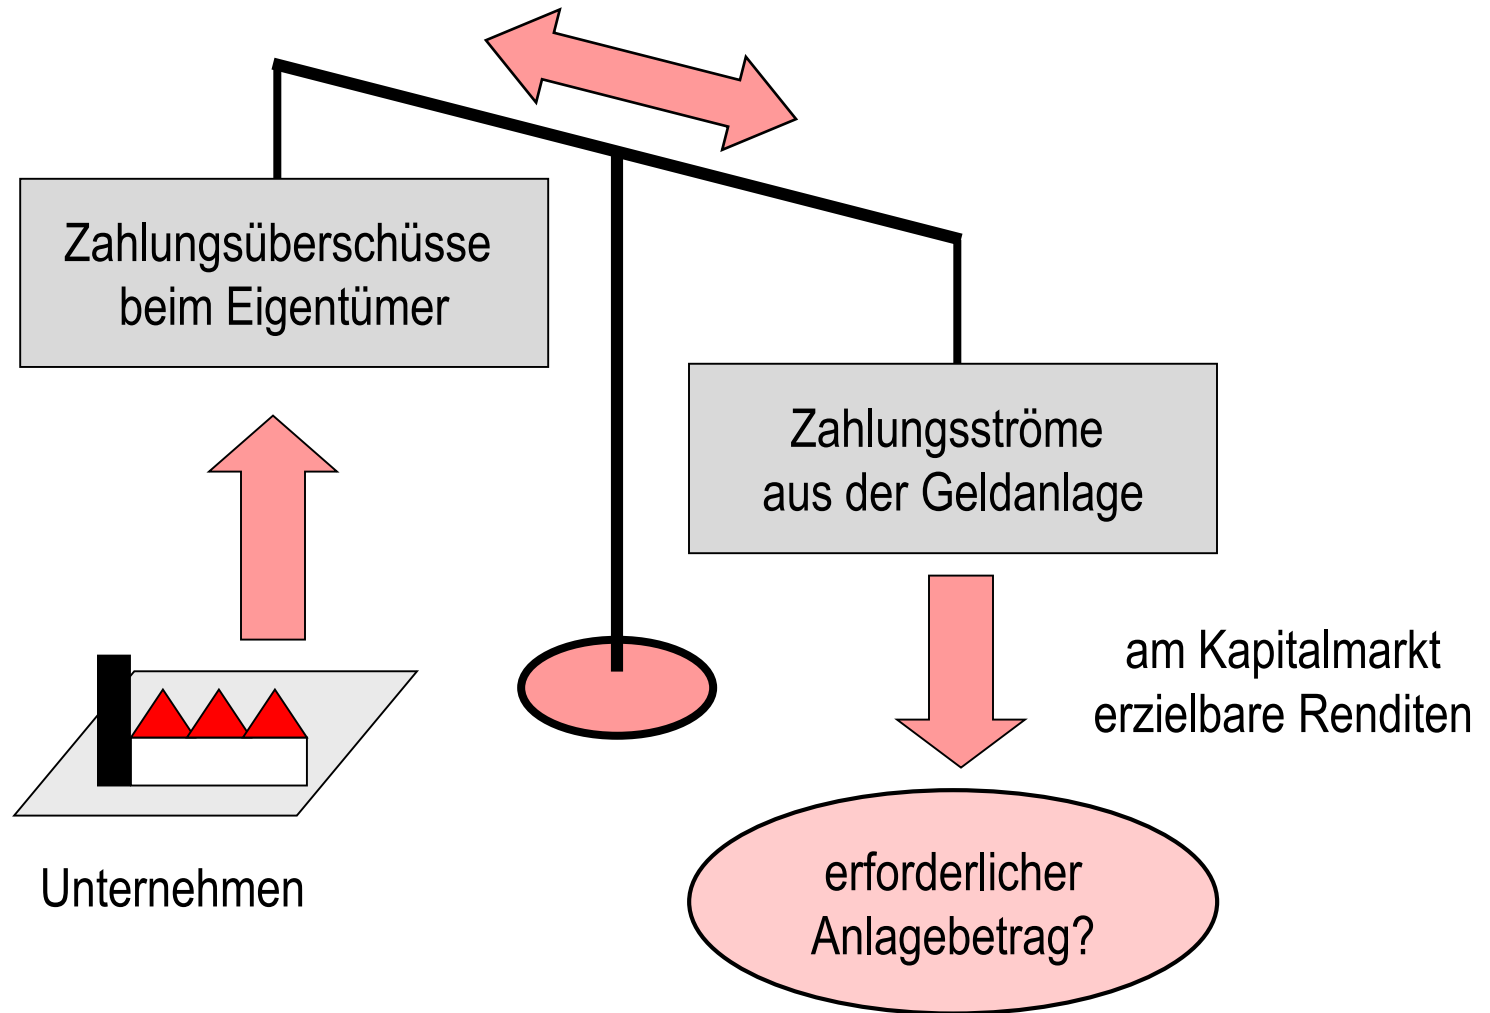 Zahlungsüberschüsse
beim Eigentümer
Zahlungsströme
aus der Geldanlage
am Kapitalmarkt
erzielbare Renditen
Unternehmen
erforderlicher
Anlagebetrag?